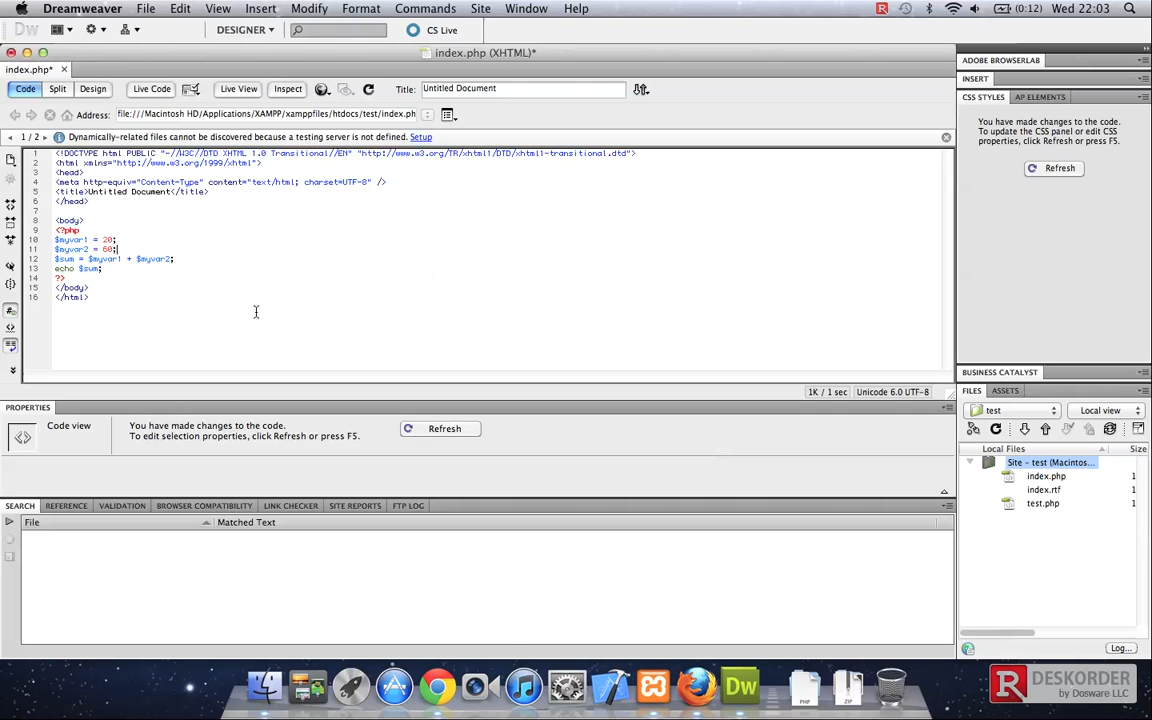 Dreamweaver File Edit View Insert Modify Format Commands Site Window Help (0:12) Wed 22:03
Dw DESIGNER CS Live
index.php (XHTML)*
ADOBE BROWSERLAB
index.php*
INSERT
Code Split Design Live Code Live View Inspect Title: Untitled Document
CSS STYLES AP ELEMENTS
Address: file:///Macintosh HD/Applications/XAMPP/xamppfiles/htdocs/test/index.ph
You have made changes to the code.
To update the CSS panel or edit CSS
properties, click Refresh or press F5.
Refresh
1 / 2 Dynamically-related files cannot be discovered because a testing server is not defined. Setup
1 <!DOCTYPE html PUBLIC "-//W3C//DTD XHTML 1.0 Transitional//EN" "http://www.w3.org/TR/xhtml1/DTD/xhtml1-transitional.dtd">
2 <html xmlns="http://www.w3.org/1999/xhtml">
3 <head>
4 <meta http-equiv="Content-Type" content="text/html; charset=UTF-8" />
5 <title>Untitled Document</title>
6 </head>
7
8 <body>
9 <?php
10 $myvar1 = 20;
11 $myvar2 = 60;
12 $sum = $myvar1 + $myvar2;
13 echo $sum;
14 ?>
15 </body>
16 </html>
1K / 1 sec Unicode 6.0 UTF-8
BUSINESS CATALYST
FILES ASSETS
PROPERTIES
test Local view
Code view
You have made changes to the code.
To edit selection properties, click Refresh or press F5.
Refresh
Local Files Size
Site – test (Macintos...
index.php 1
index.rtf 1
test.php 1
SEARCH REFERENCE VALIDATION BROWSER COMPATIBILITY LINK CHECKER SITE REPORTS FTP LOG
File Matched Text
Log...
Dw
PHP
ZIP
R DESKORDER
by Dosware LLC